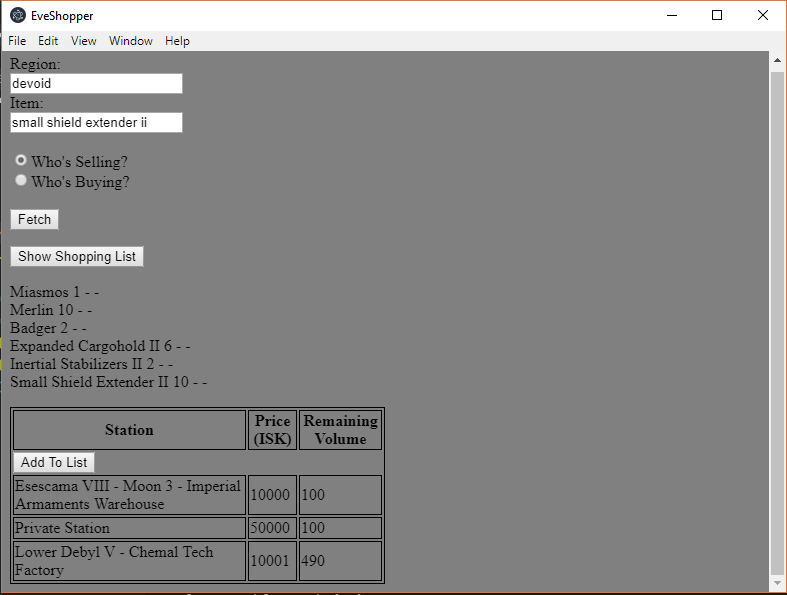 EveShopper
File Edit View Window Help
Region:
devoid
Item:
small shield extender ii
Who's Selling?
Who's Buying?
Fetch
Show Shopping List
Miasmos 1 - -
Merlin 10 - -
Badger 2 - -
Expanded Cargohold II 6 - -
Inertial Stabilizers II 2 - -
Small Shield Extender II 10 - -
Station Price (ISK) Remaining Volume
Add To List
Esescama VIII - Moon 3 - Imperial Armaments Warehouse 10000 100
Private Station 50000 100
Lower Debyl V - Chemal Tech Factory 10001 490